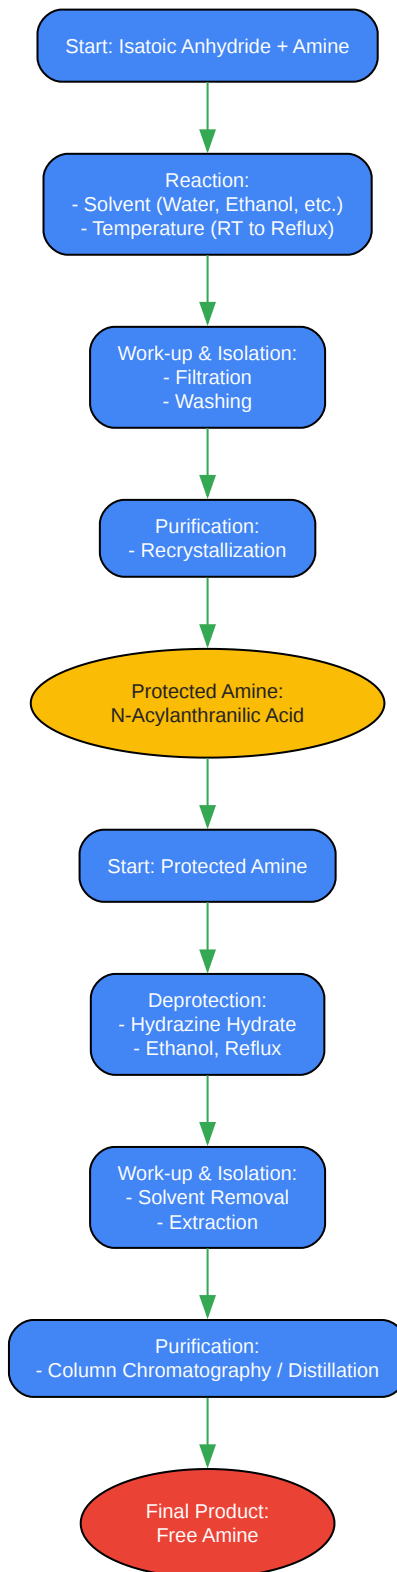 Start: Isatoic Anhydride + Amine
Reaction:
- Solvent (Water, Ethanol, etc.)
- Temperature (RT to Reflux)
Work-up & Isolation:
- Filtration
- Washing
Purification:
- Recrystallization
Protected Amine:
N-Acylanthranilic Acid
Start: Protected Amine
Deprotection:
- Hydrazine Hydrate
- Ethanol, Reflux
Work-up & Isolation:
- Solvent Removal
- Extraction
Purification:
- Column Chromatography / Distillation
Final Product:
Free Amine